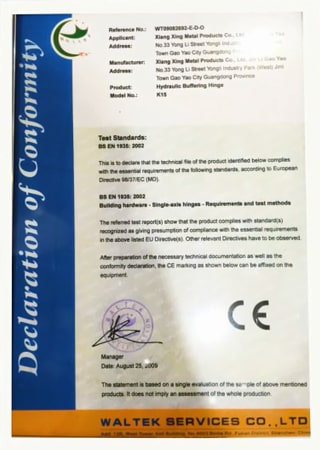 Declaration of Conformity
Reference No.: WT09083892-E-D-O
Applicant: Xiang Xing Metal Products Co., Ltd
Address: No.33 Yong Li Street Yongli Industry
Town Gao Yao City Guangdong
Manufacturer: Xiang Xing Metal Products Co., Ltd
Address: No.33 Yong Li Street Yongli Industry Park (West) Jin
Town Gao Yao City Guangdong Province
Product: Hydraulic Buffering Hinge
Model No.: K15
Test Standards:
BS EN 1935: 2002
This is to declare that the technical file of the product identified below complies
with the essential requirements of the following standards, according to European
Directive 98/37/EC (MD).
BS EN 1935: 2002
Building hardware - Single-axis hinges - Requirements and test methods
The referred test report(s) show that the product complies with standard(s)
recognized as giving presumption of compliance with the essential requirements
in the above listed EU Directive(s). Other relevant Directives have to be observed.
After preparation of the necessary technical documentation as well as the
conformity declaration, the CE marking as shown below can be affixed on the
equipment.
CE
Manager
Date: August 25, 2009
The statement is based on a single evaluation of the sample of above mentioned
products. It does not imply an assessment of the whole production.
WALTEK SERVICES CO.,LTD